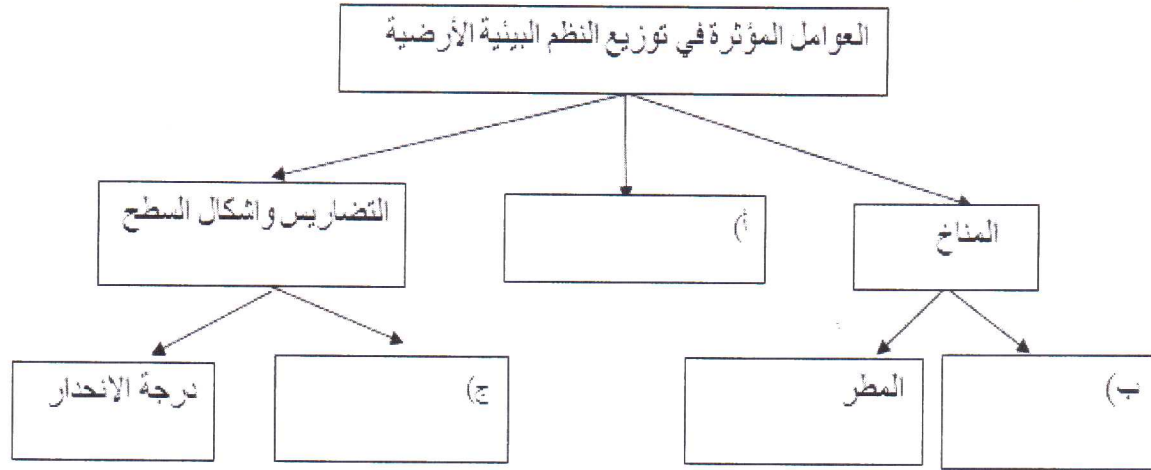 العوامل المؤثرة في توزيع النظم البيئية الأرضية
المناخ
أ)
التضاريس واشكال السطح
ب)
المطر
ج)
درجة الانحدار